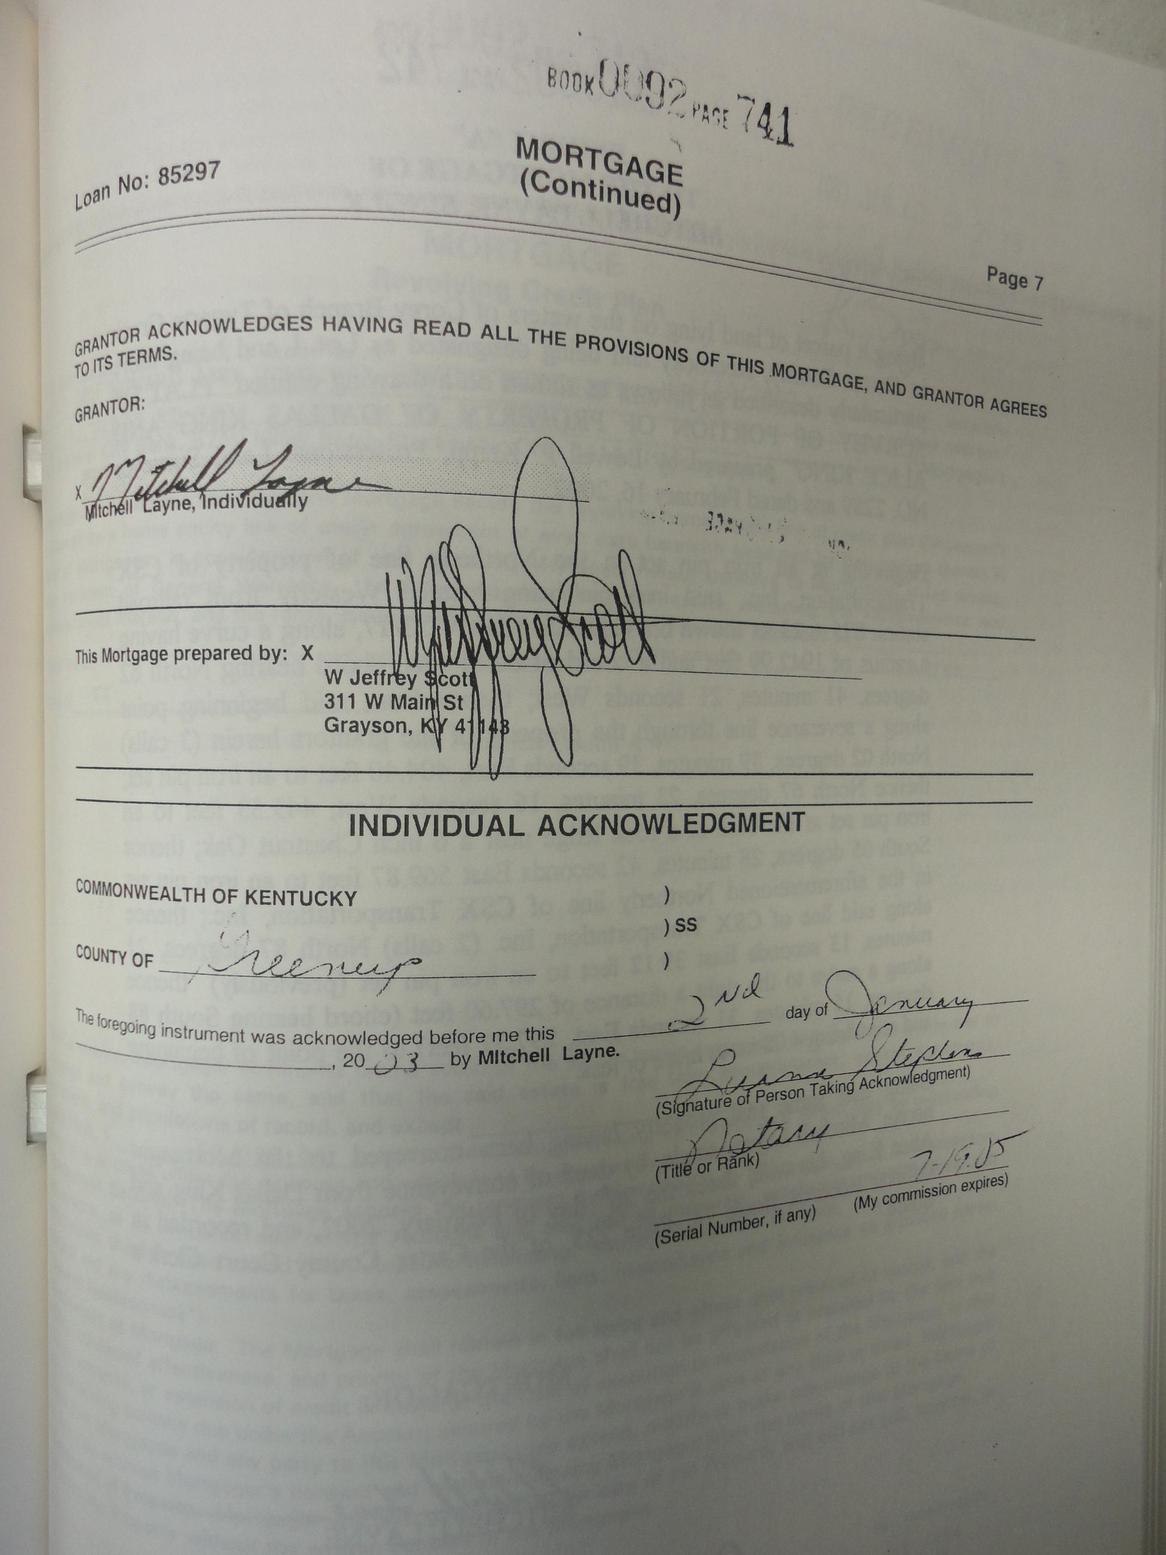 BOOK 0092 PAGE 741
MORTGAGE
Loan No: 85297
(Continued)
Page 7
GRANTOR ACKNOWLEDGES HAVING READ ALL THE PROVISIONS OF THIS MORTGAGE, AND GRANTOR AGREES
TO ITS TERMS.
GRANTOR:
X Mitchell Layne
MItchell Layne, Individually
W Jeffrey Scott
This Mortgage prepared by: X
W Jeffrey Scott
311 W Main St
Grayson, KY 41143
INDIVIDUAL ACKNOWLEDGMENT
COMMONWEALTH OF KENTUCKY )
) SS
COUNTY OF Greenup )
The foregoing instrument was acknowledged before me this 2nd day of January
, 20 03 by MItchell Layne.
Luana Stephens
(Signature of Person Taking Acknowledgment)
Notary
(Title or Rank)
7-19-05
(Serial Number, if any) (My commission expires)